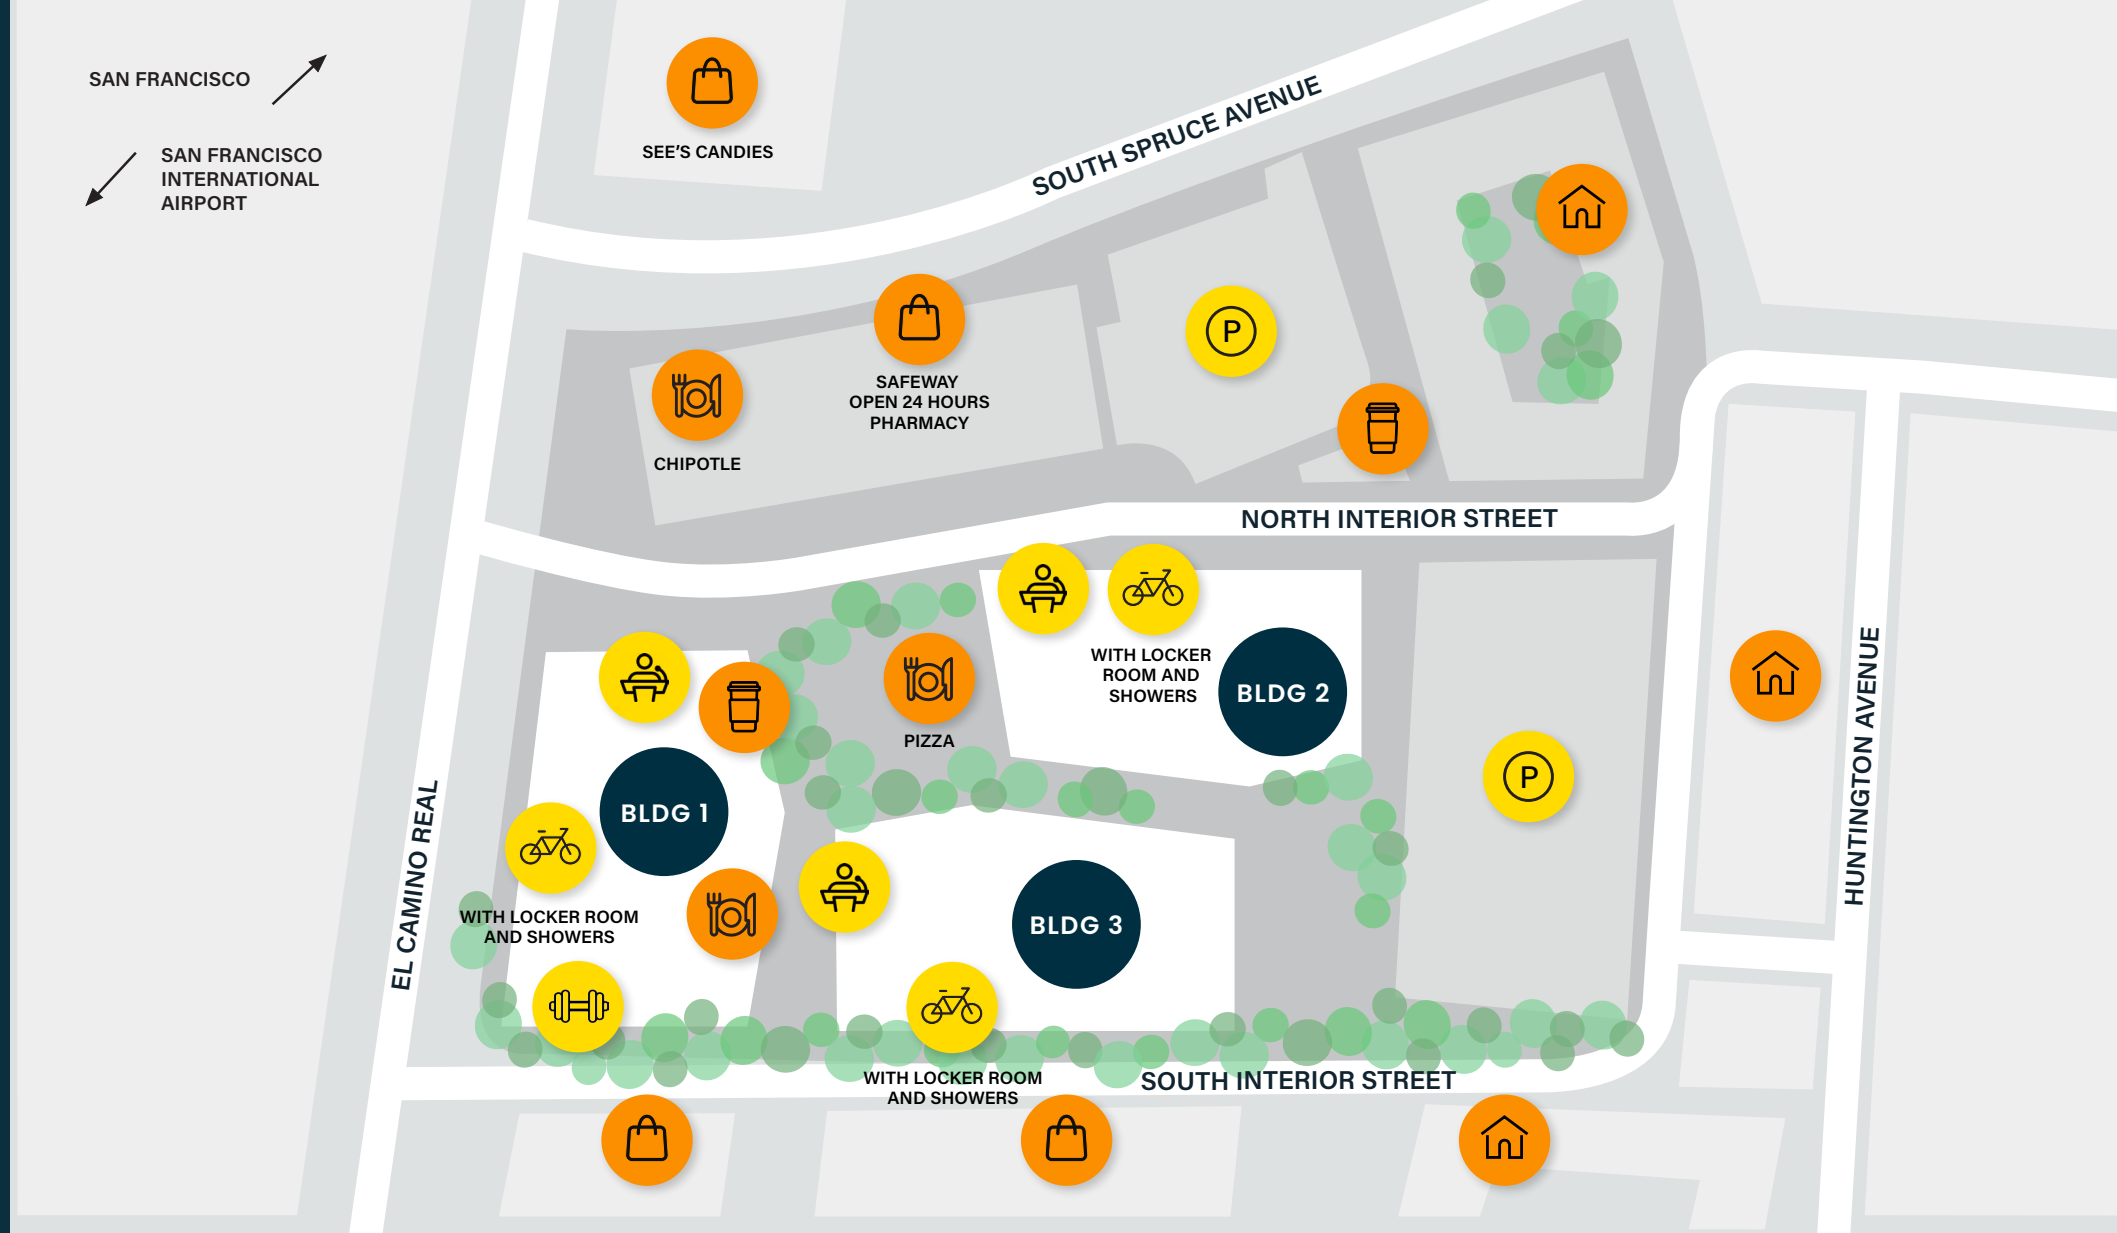 SAN FRANCISCO
SAN FRANCISCO
INTERNATIONAL
AIRPORT
SEE'S CANDIES
SOUTH SPRUCE AVENUE
SAFEWAY
OPEN 24 HOURS
PHARMACY
CHIPOTLE
P
NORTH INTERIOR STREET
WITH LOCKER
ROOM AND
SHOWERS
BLDG 2
PIZZA
BLDG 1
P
HUNTINGTON AVENUE
EL CAMINO REAL
WITH LOCKER ROOM
AND SHOWERS
BLDG 3
WITH LOCKER ROOM
AND SHOWERS
SOUTH INTERIOR STREET